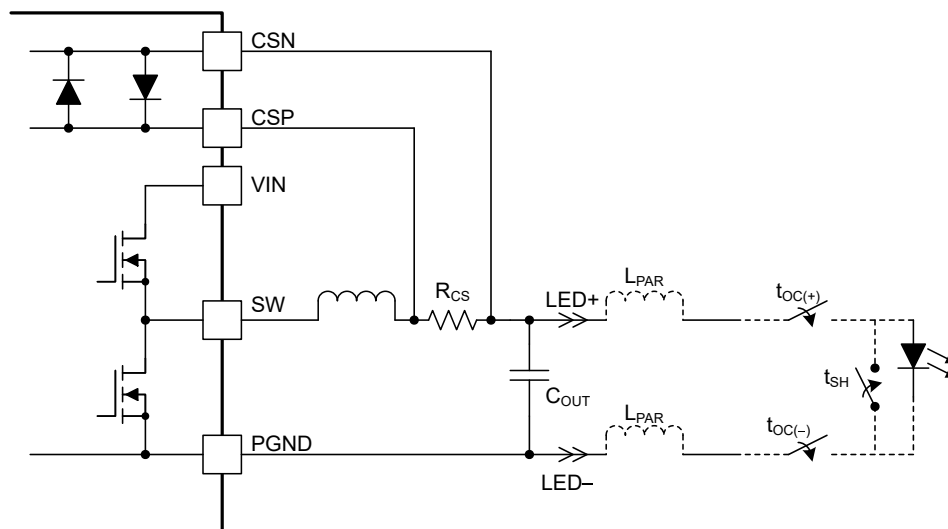 CSN
CSP
VIN
SW
RCS
LED+
LPAR
tOC(+)
tSH
COUT
LPAR
tOC(–)
PGND
LED–